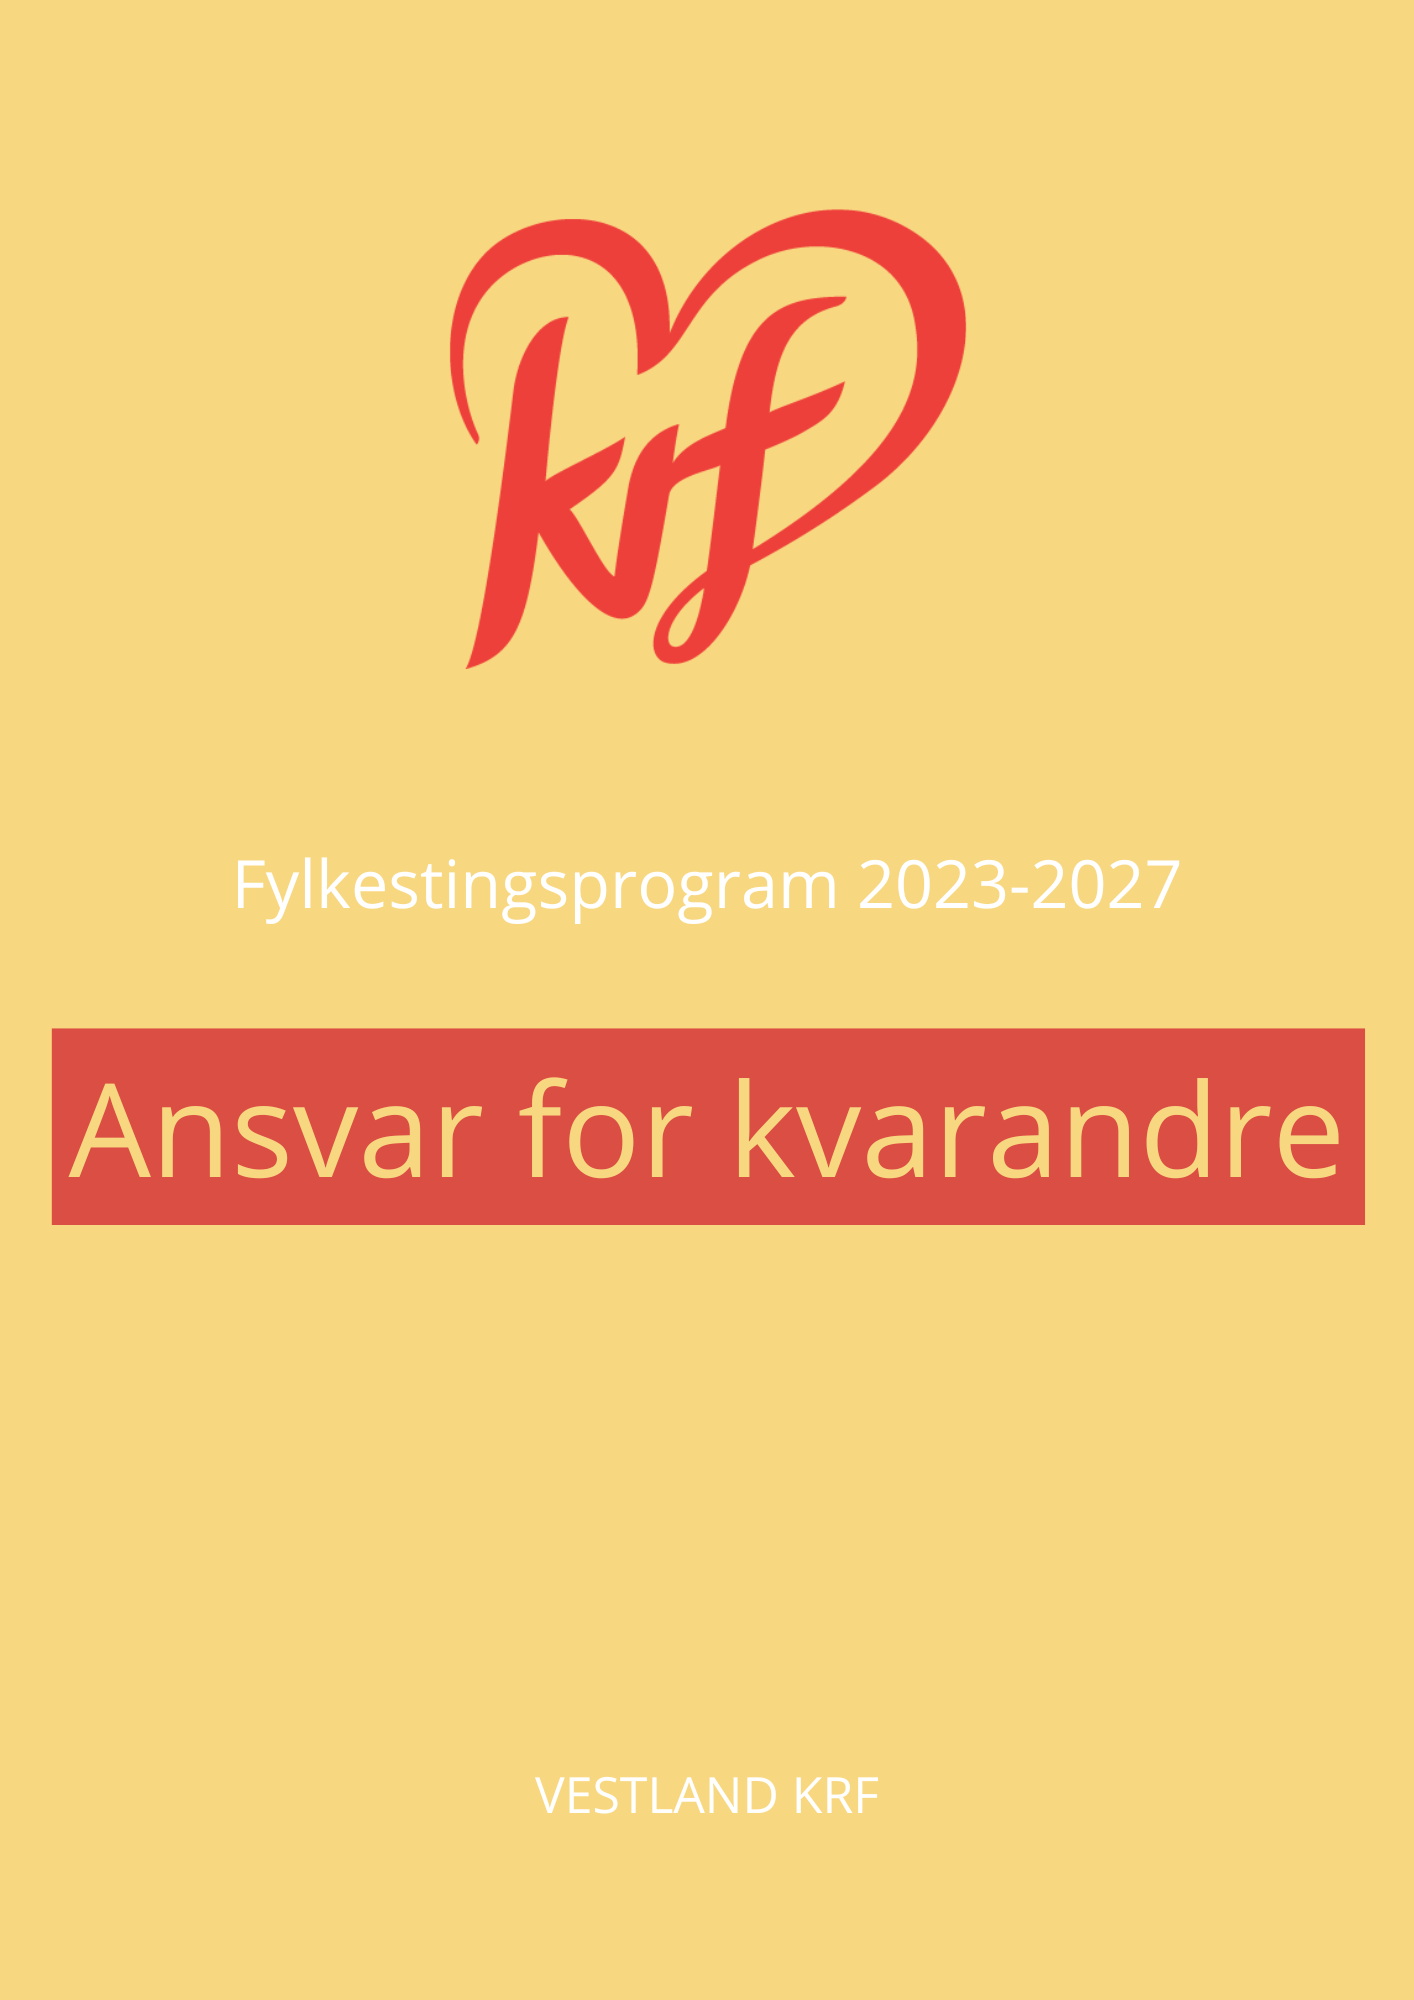 krf
Fylkestingsprogram 2023-2027
Ansvar for kvarandre
VESTLAND KRF